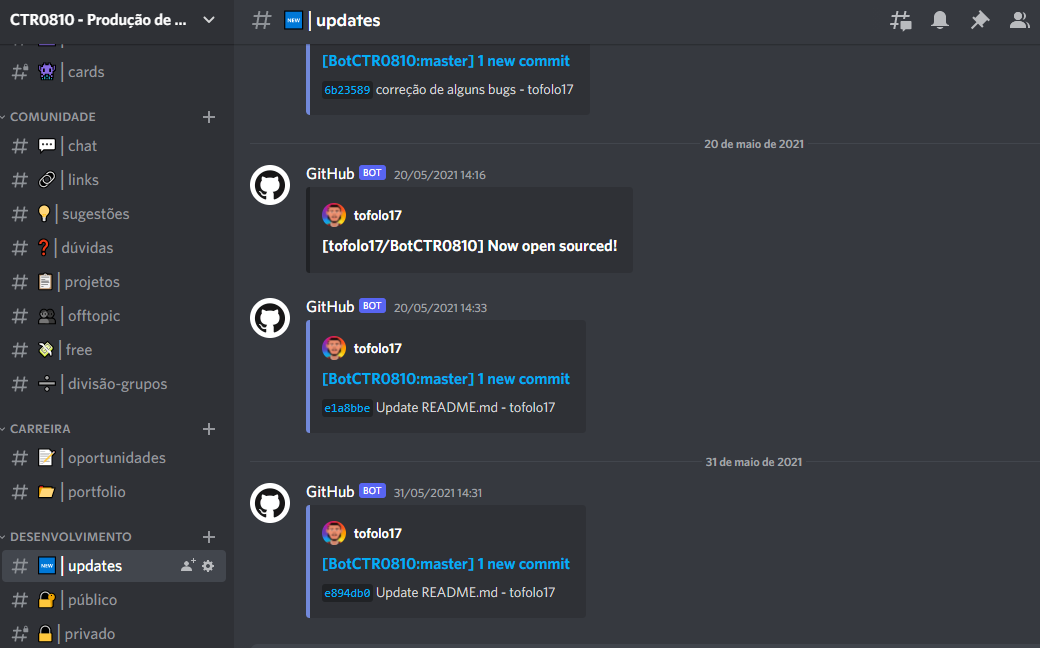 CTR0810 - Produção de ...
cards
COMUNIDADE
chat
links
sugestões
dúvidas
projetos
offtopic
free
divisão-grupos
CARREIRA
oportunidades
portfolio
DESENVOLVIMENTO
NEW updates
público
privado
NEW updates
[BotCTR0810:master] 1 new commit
6b23589 correção de alguns bugs - tofolo17
20 de maio de 2021
GitHub BOT 20/05/2021 14:16
tofolo17
[tofolo17/BotCTR0810] Now open sourced!
GitHub BOT 20/05/2021 14:33
tofolo17
[BotCTR0810:master] 1 new commit
e1a8bbe Update README.md - tofolo17
31 de maio de 2021
GitHub BOT 31/05/2021 14:31
tofolo17
[BotCTR0810:master] 1 new commit
e894db0 Update README.md - tofolo17